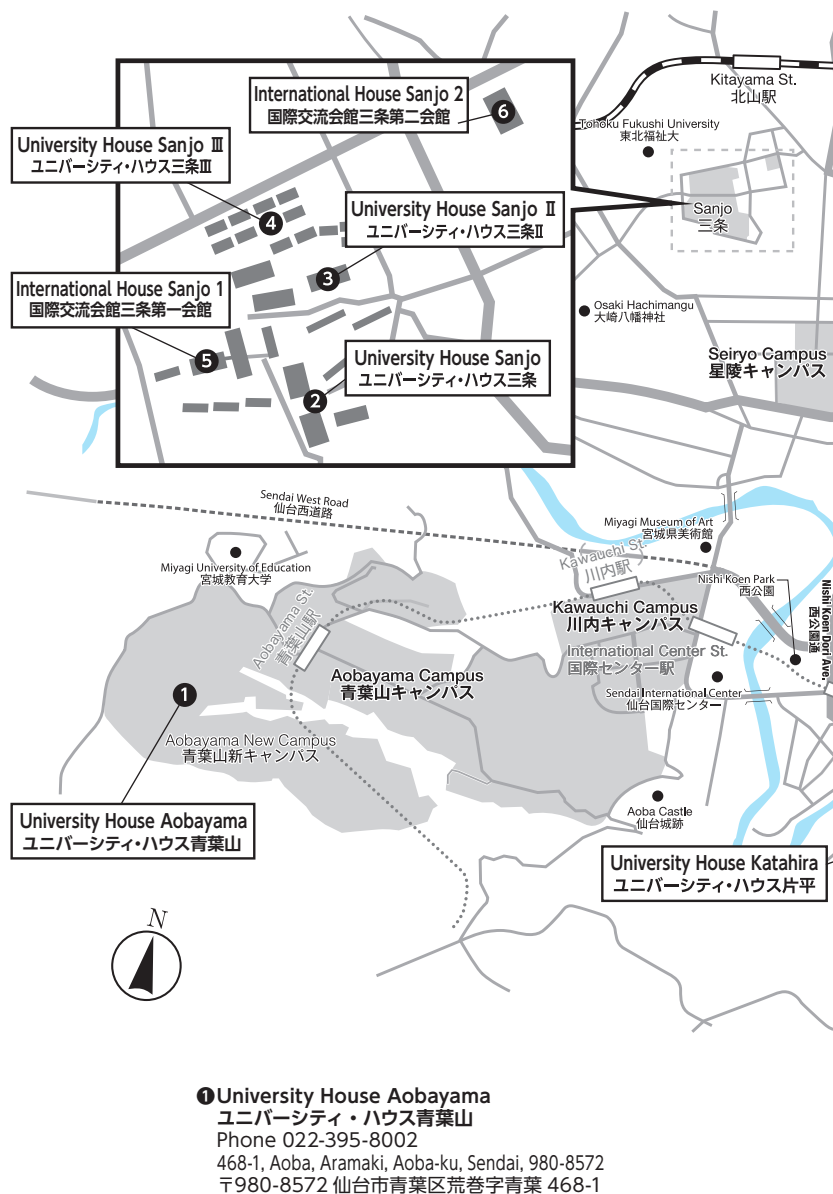 Kitayama St.
北山駅
International House Sanjo 2
国際交流会館三条第二会館
6
Tohoku Fukushi University
東北福祉大
University House Sanjo Ⅲ
ユニバーシティ・ハウス三条Ⅲ
4
University House Sanjo Ⅱ
ユニバーシティ・ハウス三条Ⅱ
Sanjo
三条
3
International House Sanjo 1
国際交流会館三条第一会館
Osaki Hachimangu
大崎八幡神社
5
University House Sanjo
ユニバーシティ・ハウス三条
2
Seiryo Campus
星陵キャンパス
Sendai West Road
仙台西道路
Miyagi Museum of Art
宮城県美術館
Miyagi University of Education
宮城教育大学
Kawauchi St.
川内駅
Nishi Koen Park
西公園
Nishi Koen Dori Ave.
西公園通
Kawauchi Campus
川内キャンパス
Aobayama St.
青葉山駅
International Center St.
国際センター駅
Aobayama Campus
青葉山キャンパス
Sendai International Center
仙台国際センター
1
Aobayama New Campus
青葉山新キャンパス
Aoba Castle
仙台城跡
University House Aobayama
ユニバーシティ・ハウス青葉山
University House Katahira
ユニバーシティ・ハウス片平
N
❶University House Aobayama
ユニバーシティ・ハウス青葉山
Phone 022-395-8002
468-1, Aoba, Aramaki, Aoba-ku, Sendai, 980-8572
〒980-8572 仙台市青葉区荒巻字青葉 468-1